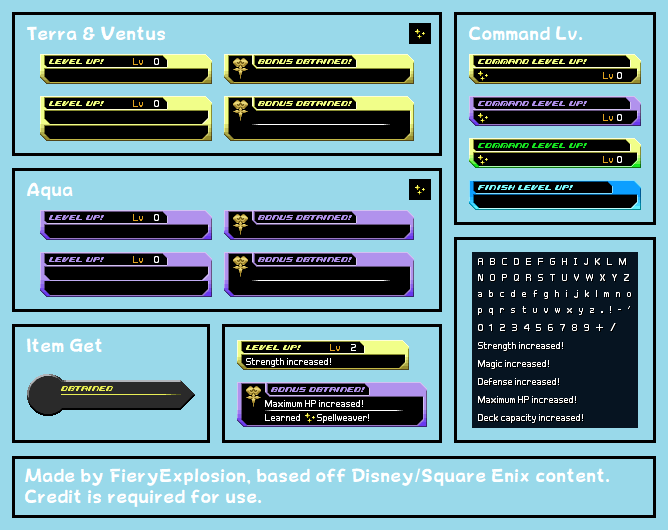 Terra & Ventus
LEVEL UP! Lv 0
BONUS OBTAINED!
LEVEL UP! Lv 0
BONUS OBTAINED!
Aqua
LEVEL UP! Lv 0
BONUS OBTAINED!
LEVEL UP! Lv 0
BONUS OBTAINED!
Command Lv.
COMMAND LEVEL UP!
Lv 0
COMMAND LEVEL UP!
Lv 0
COMMAND LEVEL UP!
Lv 0
FINISH LEVEL UP!
Item Get
OBTAINED
LEVEL UP! Lv 2
Strength increased!
BONUS OBTAINED!
Maximum HP increased!
Learned Spellweaver!
A B C D E F G H I J K L M
N O P Q R S T U V W X Y Z
a b c d e f g h i j k l m n o
p q r s t u v w x y z . ! - '
0 1 2 3 4 5 6 7 8 9 + /
Strength increased!
Magic increased!
Defense increased!
Maximum HP increased!
Deck capacity increased!
Made by FieryExplosion, based off Disney/Square Enix content.
Credit is required for use.